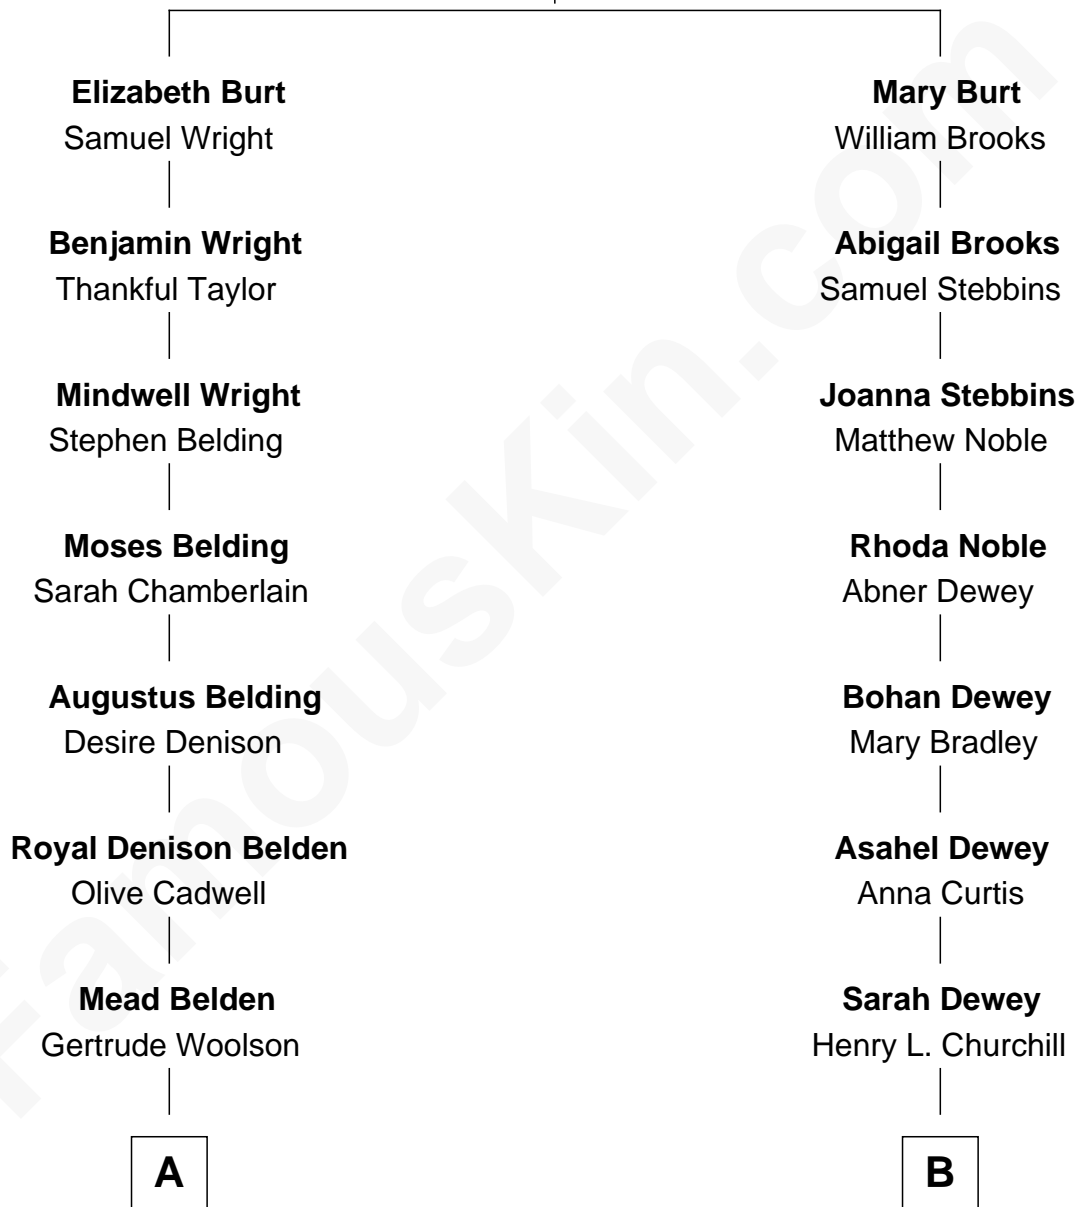 Elizabeth Burt
Samuel Wright
Benjamin Wright
Thankful Taylor
Mindwell Wright
Stephen Belding
Moses Belding
Sarah Chamberlain
Augustus Belding
Desire Denison
Royal Denison Belden
Olive Cadwell
Mead Belden
Gertrude Woolson
A
Mary Burt
William Brooks
Abigail Brooks
Samuel Stebbins
Joanna Stebbins
Matthew Noble
Rhoda Noble
Abner Dewey
Bohan Dewey
Mary Bradley
Asahel Dewey
Anna Curtis
Sarah Dewey
Henry L. Churchill
B
FamousKin.com